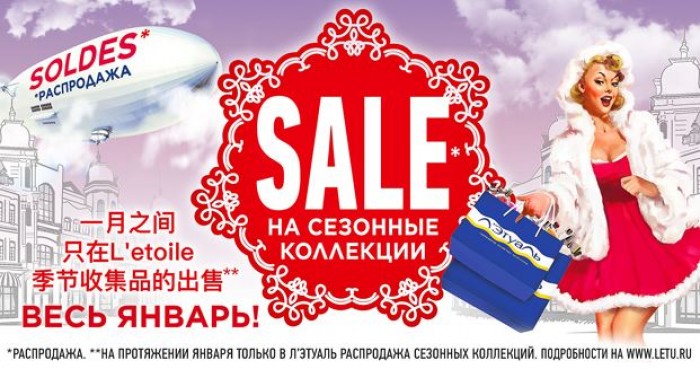 SOLDES*
*РАСПРОДАЖА
SALE*
НА СЕЗОННЫЕ
КОЛЛЕКЦИИ
Л'ЭТУАЛЬ
一月之间
只在L'etoile
季节收集品的出售**
ВЕСЬ ЯНВАРЬ!
*РАСПРОДАЖА. **НА ПРОТЯЖЕНИИ ЯНВАРЯ ТОЛЬКО В Л'ЭТУАЛЬ РАСПРОДАЖА СЕЗОННЫХ КОЛЛЕКЦИЙ. ПОДРОБНОСТИ НА WWW.LETU.RU